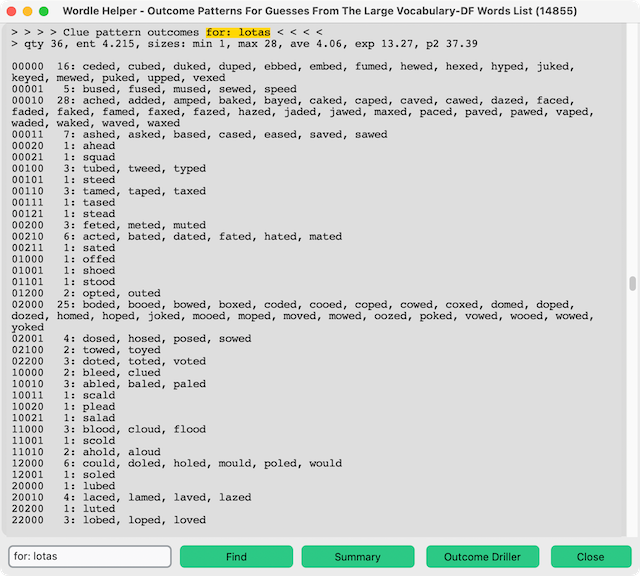 Wordle Helper - Outcome Patterns For Guesses From The Large Vocabulary-DF Words List (14855)
> > > > Clue pattern outcomes for: lotas < < < <
> qty 36, ent 4.215, sizes: min 1, max 28, ave 4.06, exp 13.27, p2 37.39
00000 16: ceded, cubed, duked, duped, ebbed, embed, fumed, hewed, hexed, hyped, juked,
keyed, mewed, puked, upped, vexed
00001 5: bused, fused, mused, sewed, speed
00010 28: ached, added, amped, baked, bayed, caked, caped, caved, cawed, dazed, faced,
faded, faked, famed, faxed, fazed, hazed, jaded, jawed, maxed, paced, paved, pawed, vaped,
waded, waked, waved, waxed
00011 7: ashed, asked, based, cased, eased, saved, sawed
00020 1: ahead
00021 1: squad
00100 3: tubed, tweed, typed
00101 1: steed
00110 3: tamed, taped, taxed
00111 1: tased
00121 1: stead
00200 3: feted, meted, muted
00210 6: acted, bated, dated, fated, hated, mated
00211 1: sated
01000 1: offed
01001 1: shoed
01101 1: stood
01200 2: opted, outed
02000 25: boded, booed, bowed, boxed, coded, cooed, coped, cowed, coxed, domed, doped,
dozed, homed, hoped, joked, mooed, moped, moved, mowed, oozed, poked, vowed, wooed, wowed,
yoked
02001 4: dosed, hosed, posed, sowed
02100 2: towed, toyed
02200 3: doted, toted, voted
10000 2: bleed, clued
10010 3: abled, baled, paled
10011 1: scald
10020 1: plead
10021 1: salad
11000 3: blood, cloud, flood
11001 1: scold
11010 2: ahold, aloud
12000 6: could, doled, holed, mould, poled, would
12001 1: soled
20000 1: lubed
20010 4: laced, lamed, laved, lazed
20200 1: luted
22000 3: lobed, loped, loved
for: lotas Find Summary Outcome Driller Close